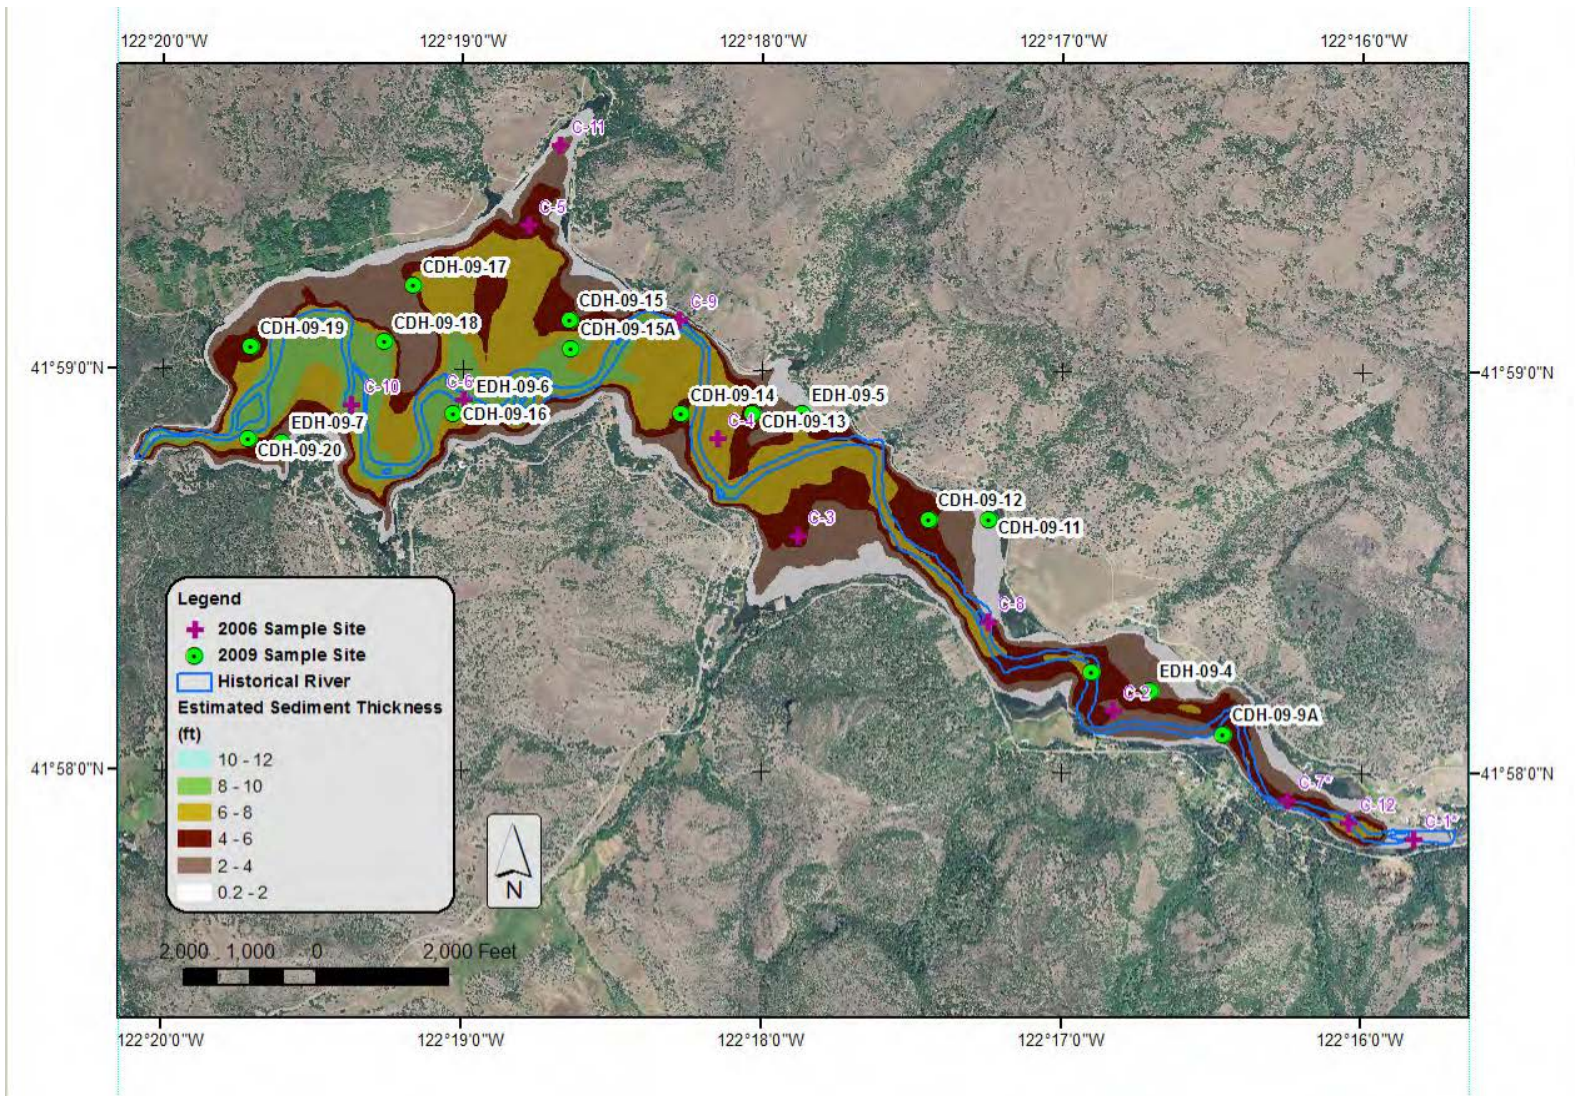 122°20'0"W 122°19'0"W 122°18'0"W 122°17'0"W 122°16'0"W
C-11
C-5
CDH-09-17
CDH-09-15
C-9
CDH-09-19
CDH-09-18
CDH-09-15A
41°59'0"N
41°59'0"N
C-10
C-6
EDH-09-6
CDH-09-14
EDH-09-5
EDH-09-7
CDH-09-16
C-4
CDH-09-13
CDH-09-20
CDH-09-12
C-3
CDH-09-11
C-8
EDH-09-4
C-2
CDH-09-9A
41°58'0"N
41°58'0"N
C-7*
C-12
C-1*
Legend
2006 Sample Site
2009 Sample Site
Historical River
Estimated Sediment Thickness
(ft)
10 - 12
8 - 10
6 - 8
4 - 6
2 - 4
0.2 - 2
N
2,000 1,000 0 2,000 Feet
122°20'0"W 122°19'0"W 122°18'0"W 122°17'0"W 122°16'0"W